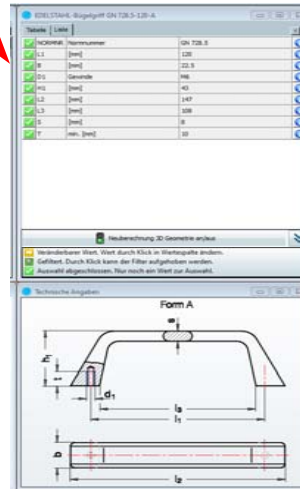 EDELSTAHL-Bügelgriff GN 728.5-120-A
Tabelle Liste
NORMNR Normnummer GN 728.5
L1 [mm] 120
B [mm] 22.5
D1 Gewinde M6
H1 [mm] 43
L2 [mm] 147
L3 [mm] 108
S [mm] 8
T min. [mm] 10
Neuberechnung 3D Geometrie an/aus
Veränderbarer Wert. Wert durch Klick in Wertespalte ändern.
Gefiltert. Durch Klick kann der Filter aufgehoben werden.
Auswahl abgeschlossen. Nur noch ein Wert zur Auswahl.
Technische Angaben
Form A
s
h1
t
d1
l3
l1
b
l2